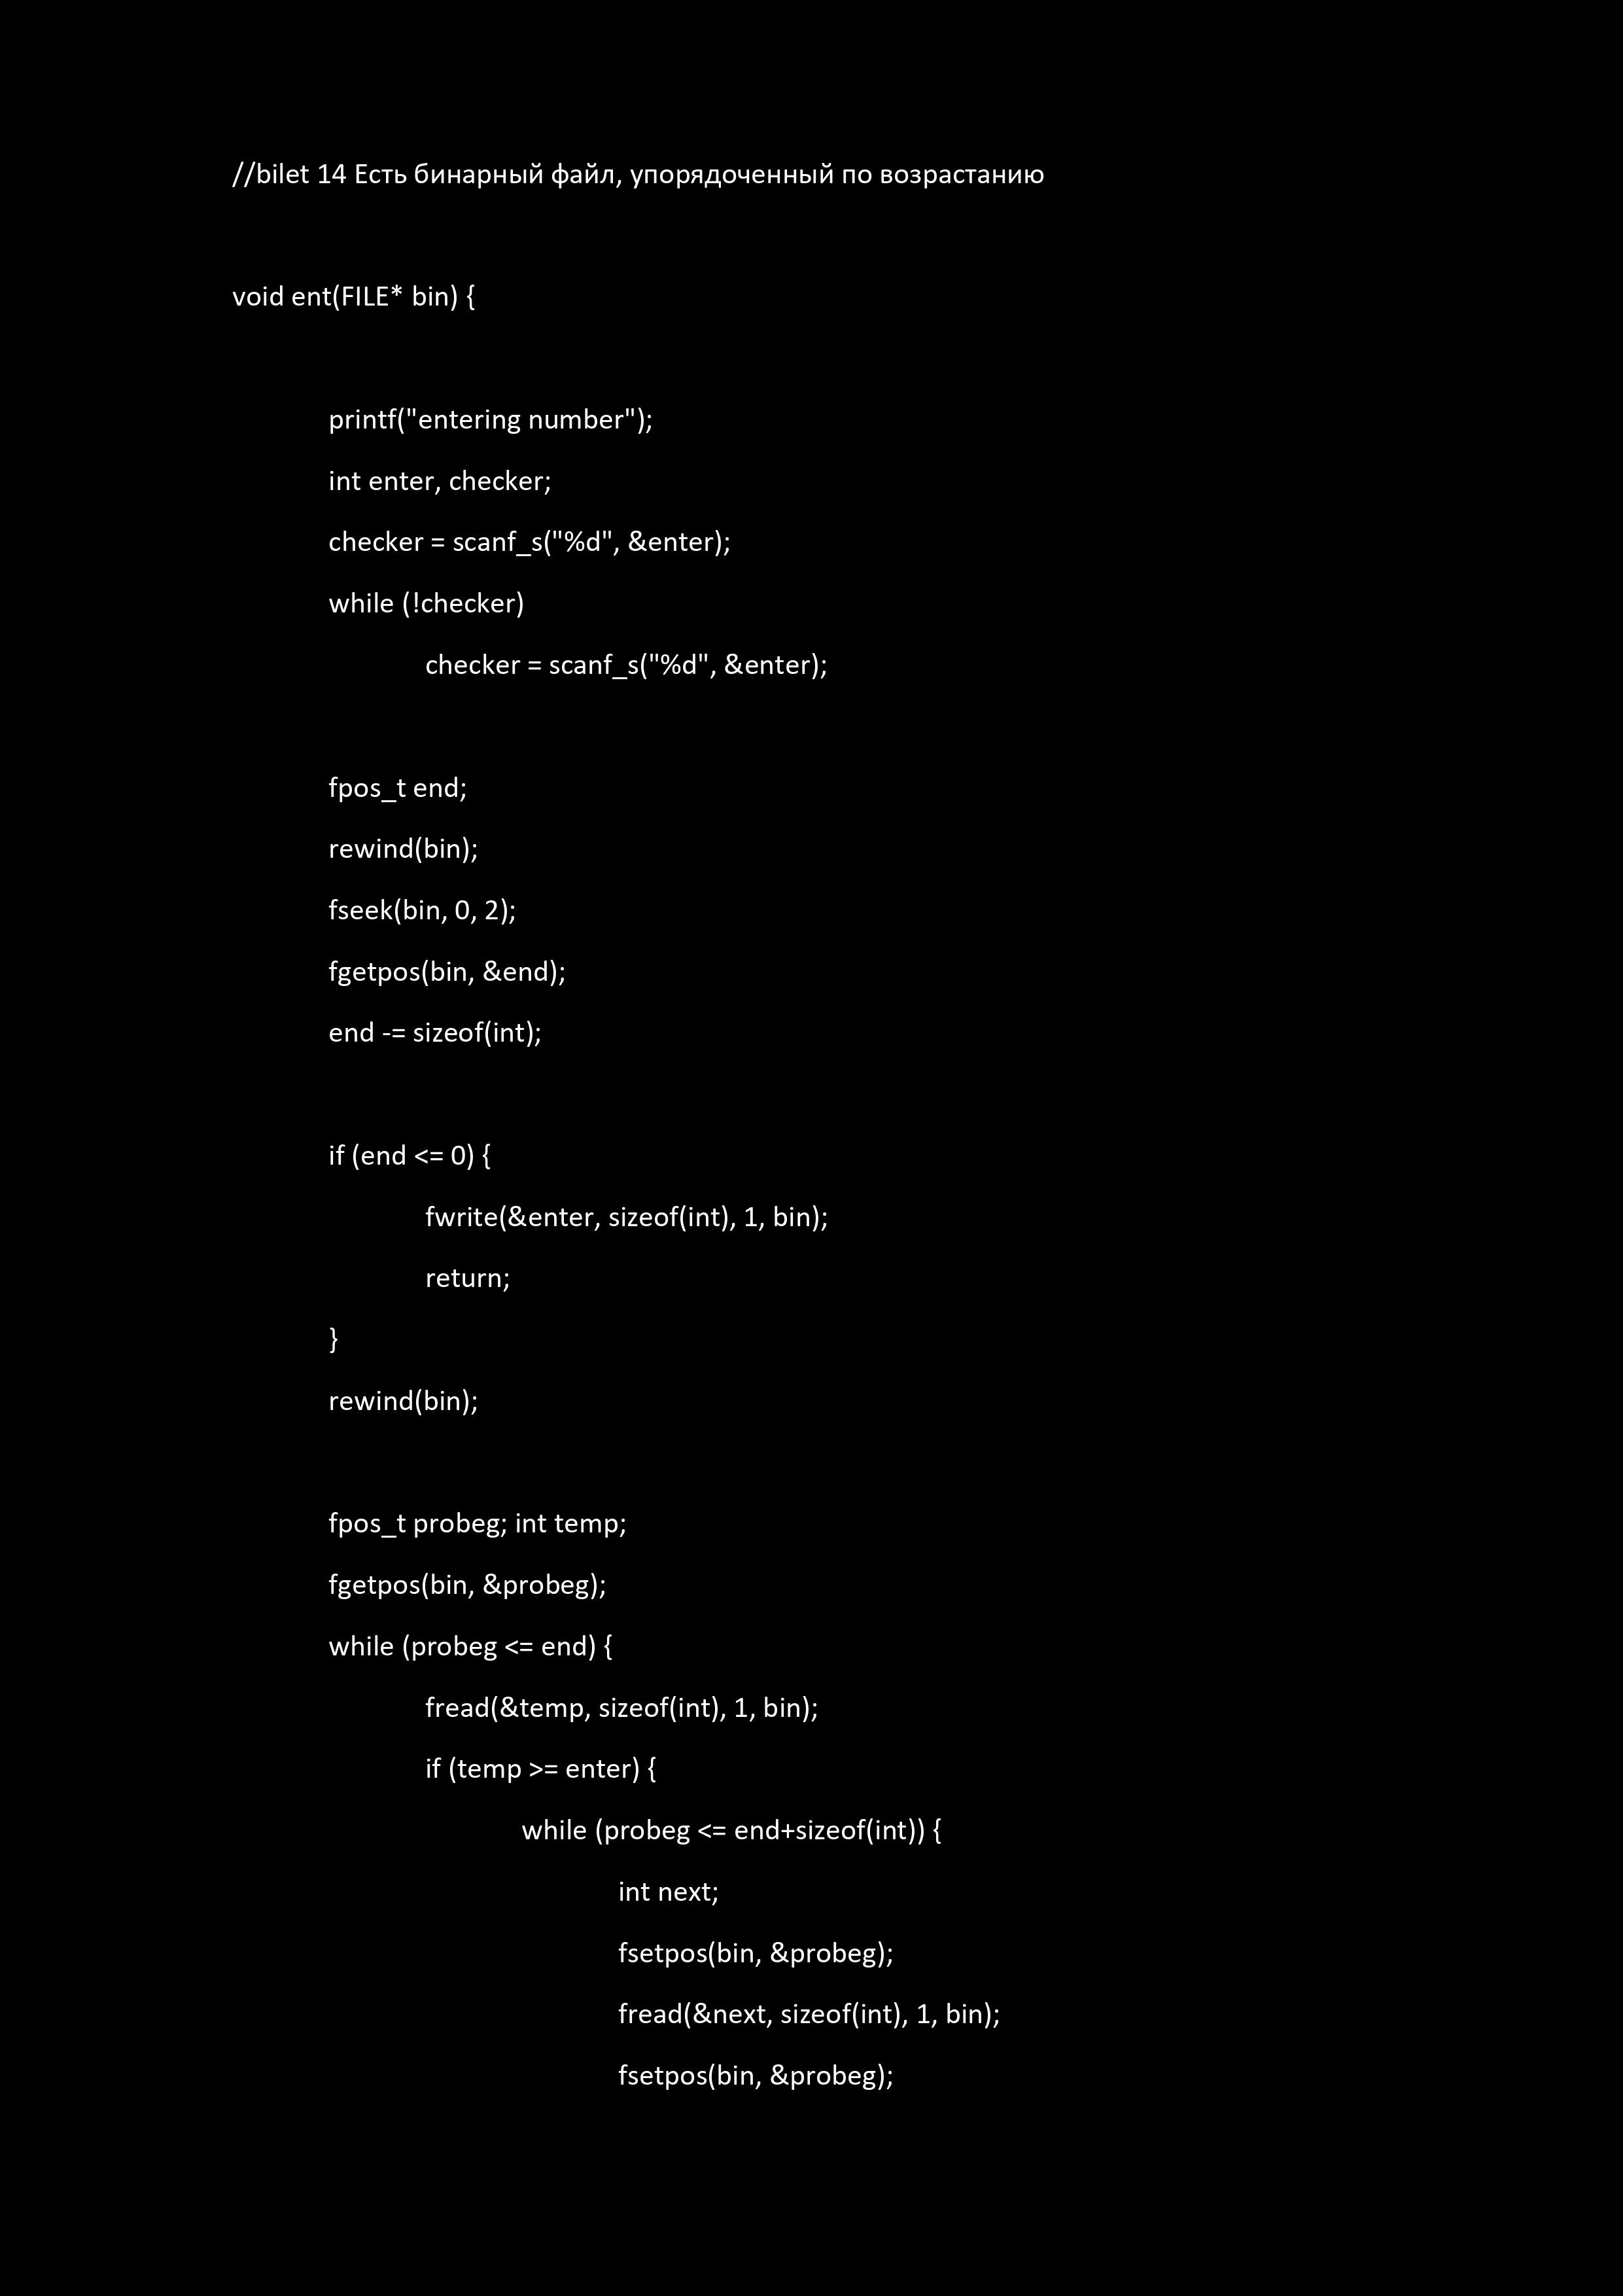 //bilet 14 Есть бинарный файл, упорядоченный по возрастанию
void ent(FILE* bin) {
printf("entering number");
int enter, checker;
checker = scanf_s("%d", &enter);
while (!checker)
checker = scanf_s("%d", &enter);
fpos_t end;
rewind(bin);
fseek(bin, 0, 2);
fgetpos(bin, &end);
end -= sizeof(int);
if (end <= 0) {
fwrite(&enter, sizeof(int), 1, bin);
return;
}
rewind(bin);
fpos_t probeg; int temp;
fgetpos(bin, &probeg);
while (probeg <= end) {
fread(&temp, sizeof(int), 1, bin);
if (temp >= enter) {
while (probeg <= end+sizeof(int)) {
int next;
fsetpos(bin, &probeg);
fread(&next, sizeof(int), 1, bin);
fsetpos(bin, &probeg);